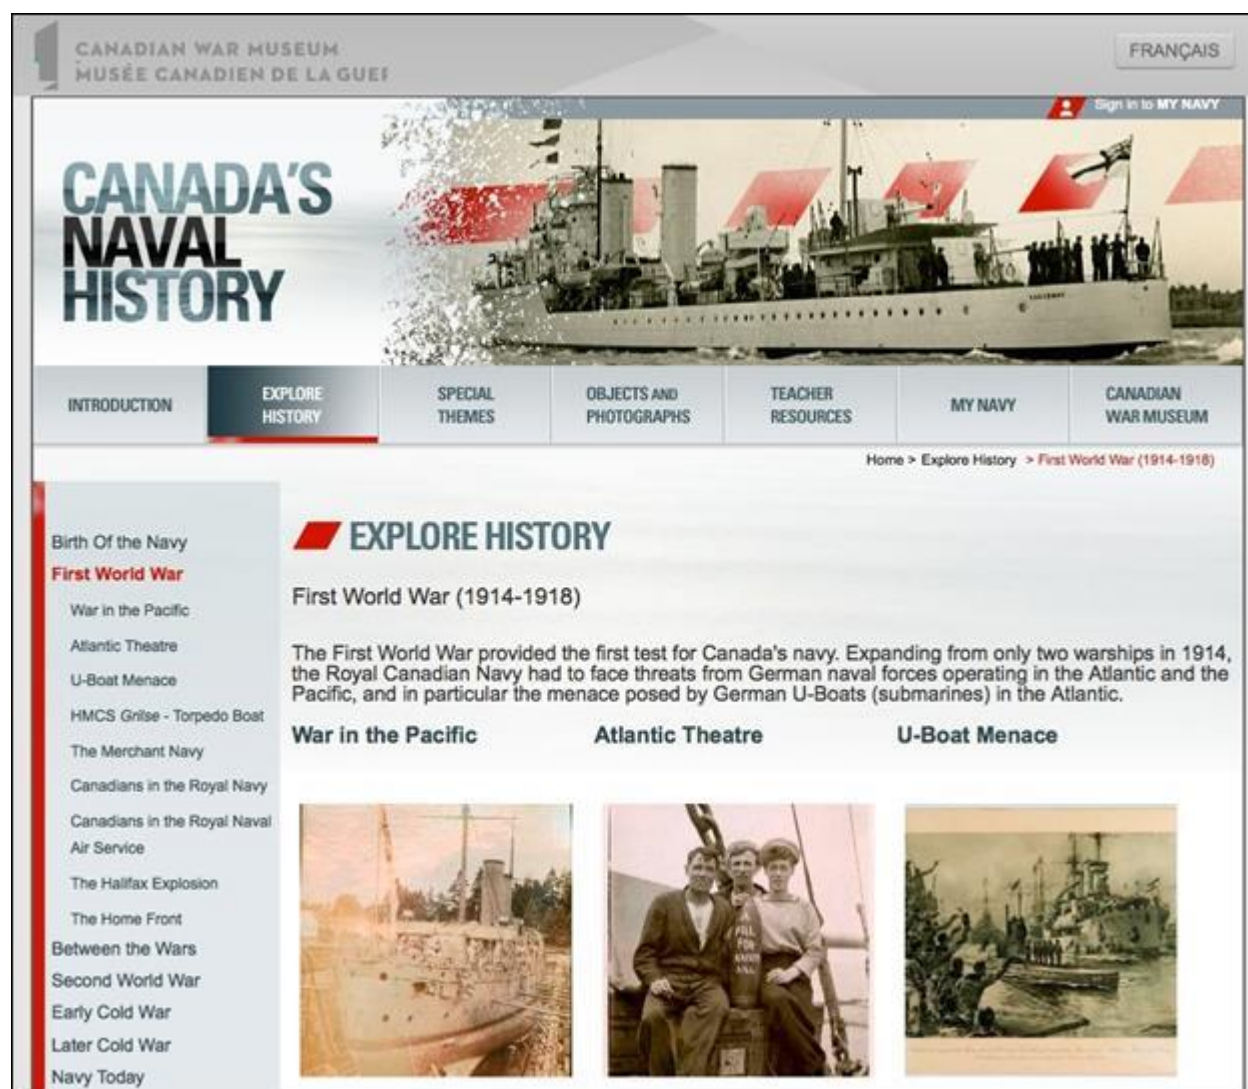 CANADIAN WAR MUSEUM
MUSÉE CANADIEN DE LA GUER
FRANÇAIS
Sign in to MY NAVY
CANADA'S
NAVAL
HISTORY
INTRODUCTION
EXPLORE
HISTORY
SPECIAL
THEMES
OBJECTS AND
PHOTOGRAPHS
TEACHER
RESOURCES
MY NAVY
CANADIAN
WAR MUSEUM
Home > Explore History > First World War (1914-1918)
Birth Of the Navy
First World War
War in the Pacific
Atlantic Theatre
U-Boat Menace
HMCS Grilse - Torpedo Boat
The Merchant Navy
Canadians in the Royal Navy
Canadians in the Royal Naval
Air Service
The Halifax Explosion
The Home Front
Between the Wars
Second World War
Early Cold War
Later Cold War
Navy Today
EXPLORE HISTORY
First World War (1914-1918)
The First World War provided the first test for Canada's navy. Expanding from only two warships in 1914,
the Royal Canadian Navy had to face threats from German naval forces operating in the Atlantic and the
Pacific, and in particular the menace posed by German U-Boats (submarines) in the Atlantic.
War in the Pacific
Atlantic Theatre
U-Boat Menace
A
PILL
FOR